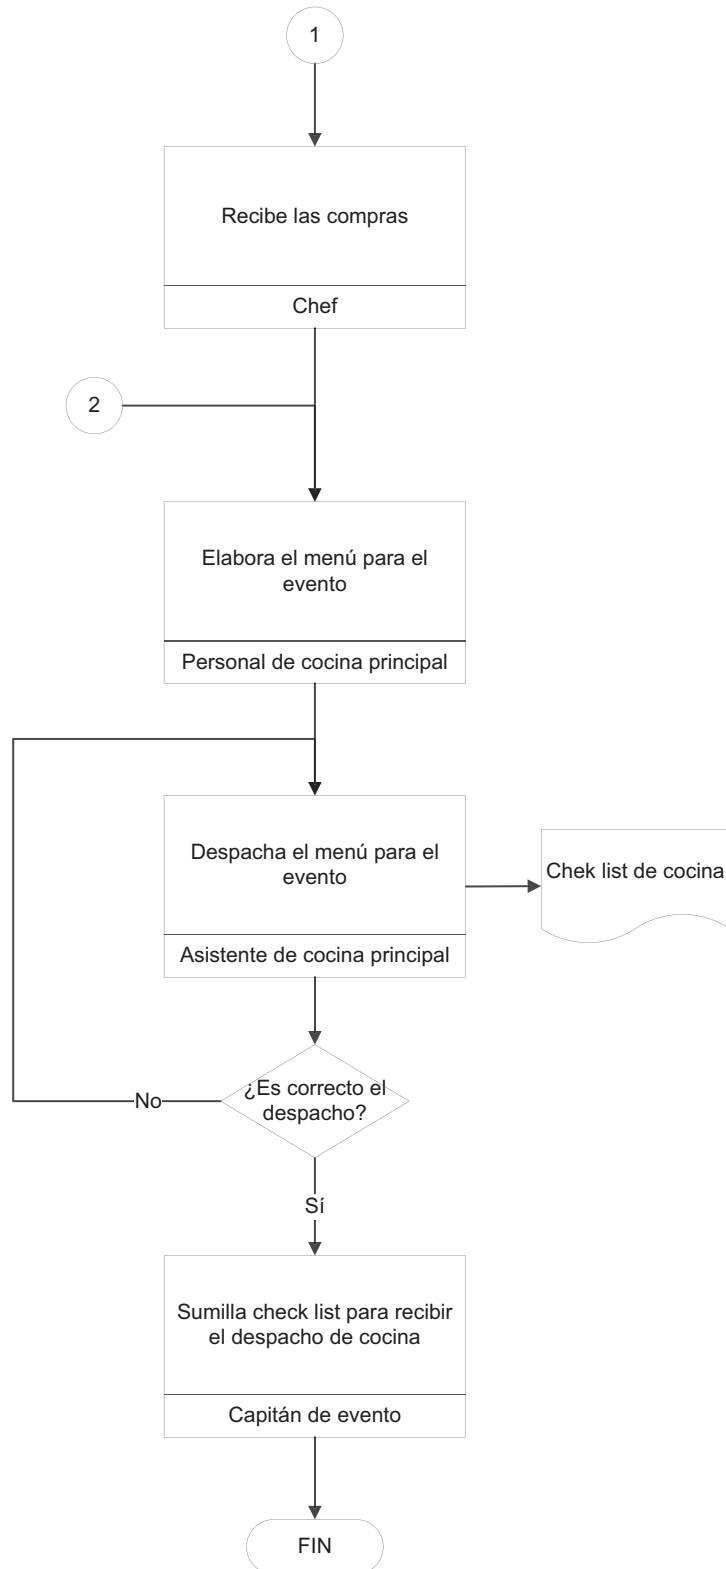 1
Recibe las compras
Chef
2
Elabora el menú para el
evento
Personal de cocina principal
Despacha el menú para el
evento
Chek list de cocina
Asistente de cocina principal
¿Es correcto el
despacho?
No
Sí
Sumilla check list para recibir
el despacho de cocina
Capitán de evento
FIN